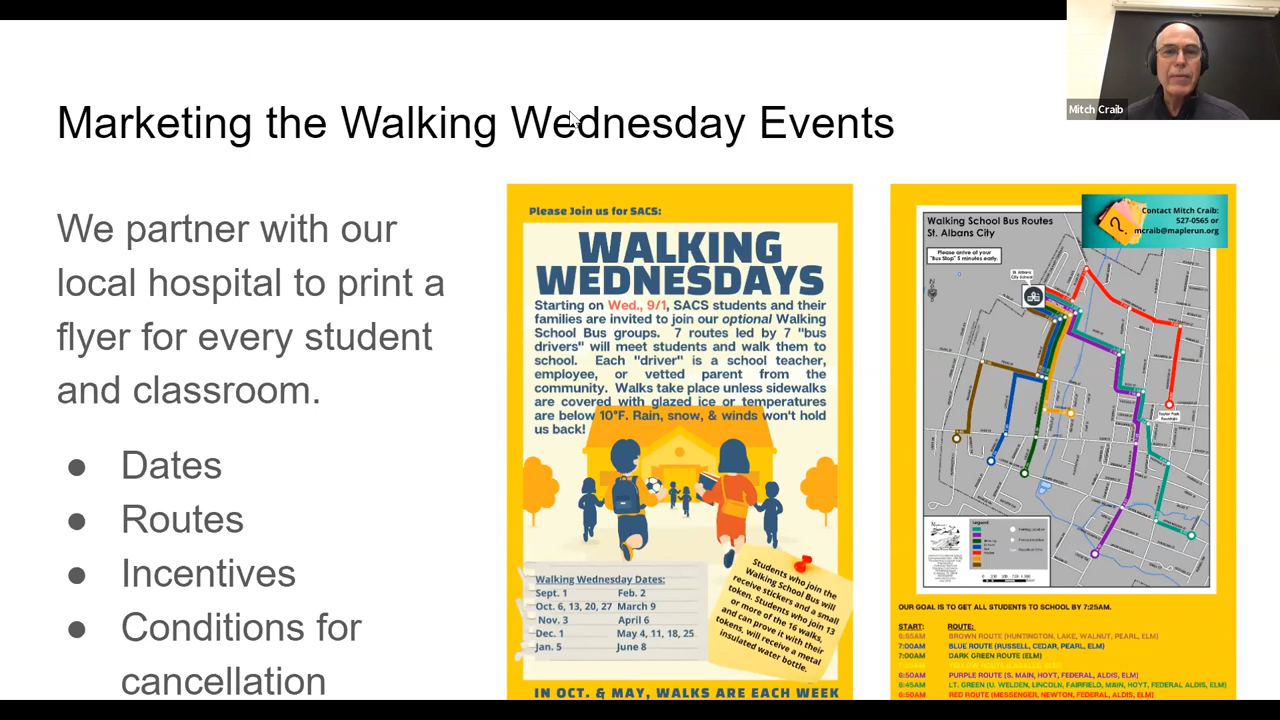 Mitch Craib
Marketing the Walking Wednesday Events
We partner with our
local hospital to print a
flyer for every student
and classroom.
● Dates
● Routes
● Incentives
● Conditions for
cancellation
Please Join us for SACS:
WALKING
WEDNESDAYS
Starting on Wed., 9/1, SACS students and their
families are invited to join our optional Walking
School Bus groups. 7 routes led by 7 "bus
drivers" will meet students and walk them to
school. Each "driver" is a school teacher,
employee, or vetted parent from the
community. Walks take place unless sidewalks
are covered with glazed ice or temperatures
are below 10°F. Rain, snow, & winds won't hold
us back!
Walking Wednesday Dates:
Sept. 1 Feb. 2
Oct. 6, 13, 20, 27 March 9
Nov. 3 April 6
Dec. 1 May 4, 11, 18, 25
Jan. 5 June 8
Students who join the
Walking School Bus will
receive stickers and a small
token. Students who join 13
or more of the 16 walks,
and can prove it with their
tokens, will receive a metal
insulated water bottle.
IN OCT. & MAY, WALKS ARE EACH WEEK
Contact Mitch Craib:
527-0565 or
mcraib@maplerun.org
?
Walking School Bus Routes
St. Albans City
Please arrive at your
"Bus Stop" 5 minutes early.
St. Albans
City School
Taylor Park
Fountain
Legend
OUR GOAL IS TO GET ALL STUDENTS TO SCHOOL BY 7:25AM.
START: ROUTE:
6:55AM BROWN ROUTE (HUNTINGTON, LAKE, WALNUT, PEARL, ELM)
7:00AM BLUE ROUTE (RUSSELL, CEDAR, PEARL, ELM)
7:00AM DARK GREEN ROUTE (ELM)
6:50AM PURPLE ROUTE (S. MAIN, HOYT, FEDERAL, ALDIS, ELM)
6:45AM LT. GREEN (U. WELDEN, LINCOLN, FAIRFIELD, MAIN, HOYT, FEDERAL ALDIS, ELM)
6:50AM RED ROUTE (MESSENGER, NEWTON, FEDERAL, ALDIS, ELM)